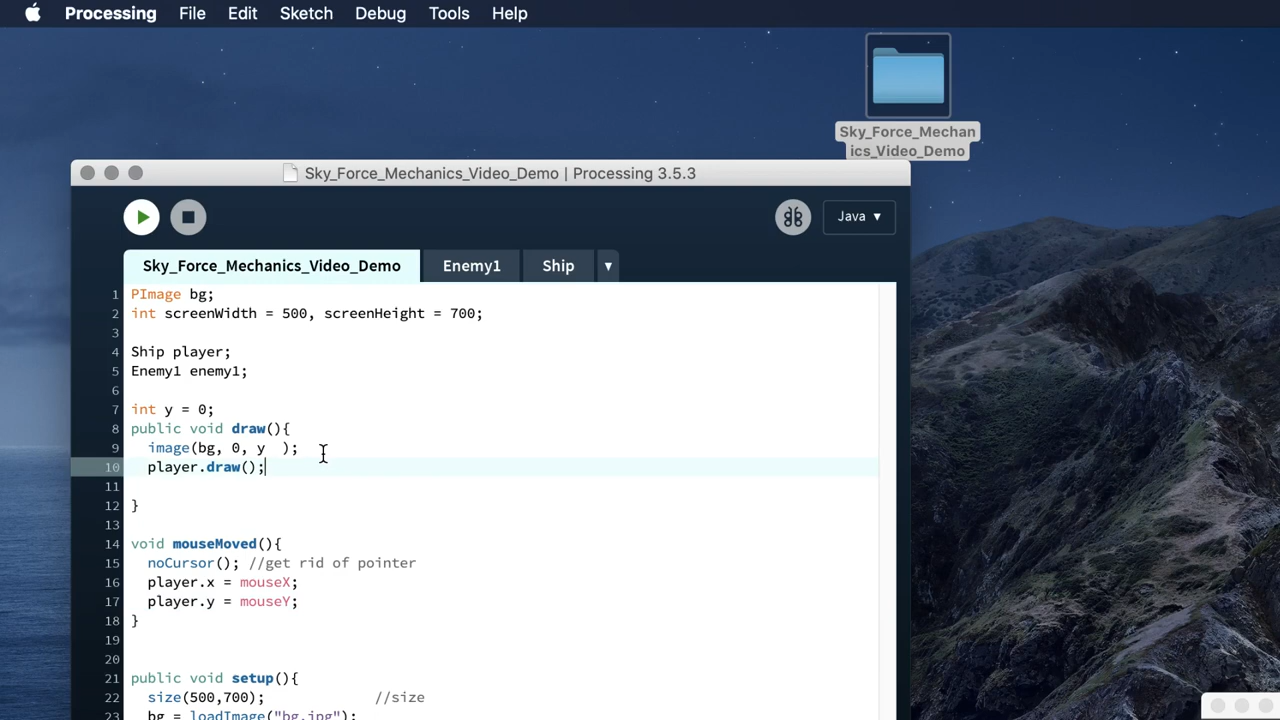 Processing File Edit Sketch Debug Tools Help
Sky_Force_Mechan
ics_Video_Demo
Sky_Force_Mechanics_Video_Demo | Processing 3.5.3
Java ▼
Sky_Force_Mechanics_Video_Demo Enemy1 Ship ▼
1 PImage bg;
2 int screenWidth = 500, screenHeight = 700;
3
4 Ship player;
5 Enemy1 enemy1;
6
7 int y = 0;
8 public void draw(){
9   image(bg, 0, y  );
10   player.draw();
11
12 }
13
14 void mouseMoved(){
15   noCursor(); //get rid of pointer
16   player.x = mouseX;
17   player.y = mouseY;
18 }
19
20
21 public void setup(){
22   size(500,700);             //size
23   bg = loadImage("bg.jpg");